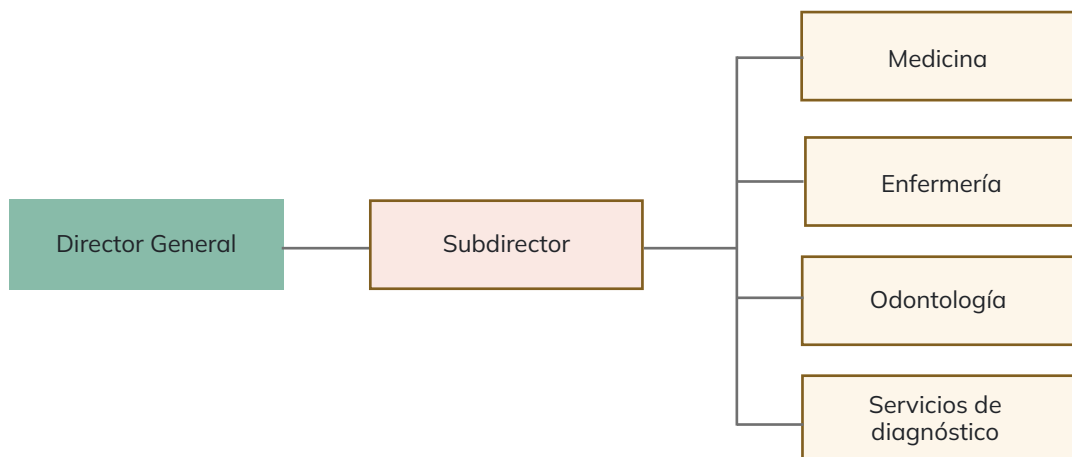 Director General
Subdirector
Medicina
Enfermería
Odontología
Servicios de
diagnóstico